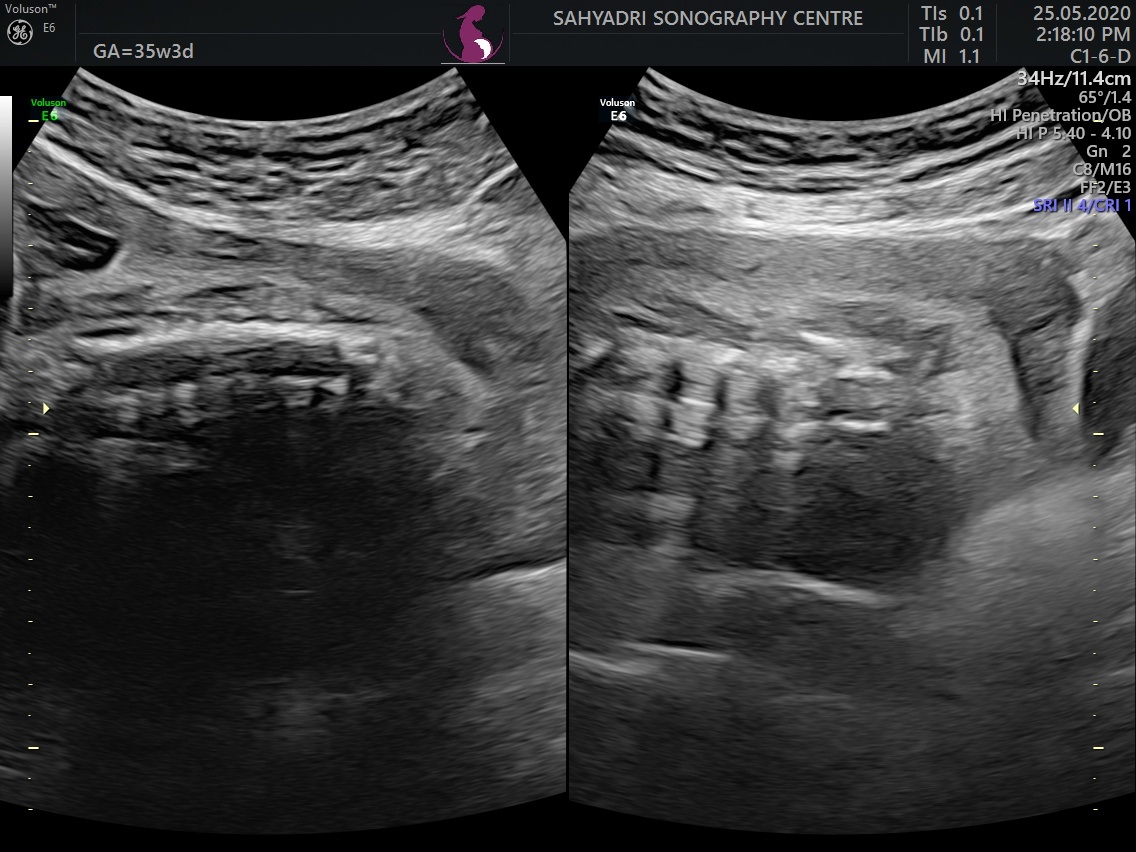 Voluson™
E6
GA=35w3d
SAHYADRI SONOGRAPHY CENTRE
TIs 0.1
TIb 0.1
MI 1.1
25.05.2020
2:18:10 PM
C1-6-D
34Hz/11.4cm
65°/1.4
HI Penetration/OB
HI P 5.40 - 4.10
Gn 2
C8/M16
FF2/E3
SRI II 4/CRI 1
Voluson
E6
Voluson
E6